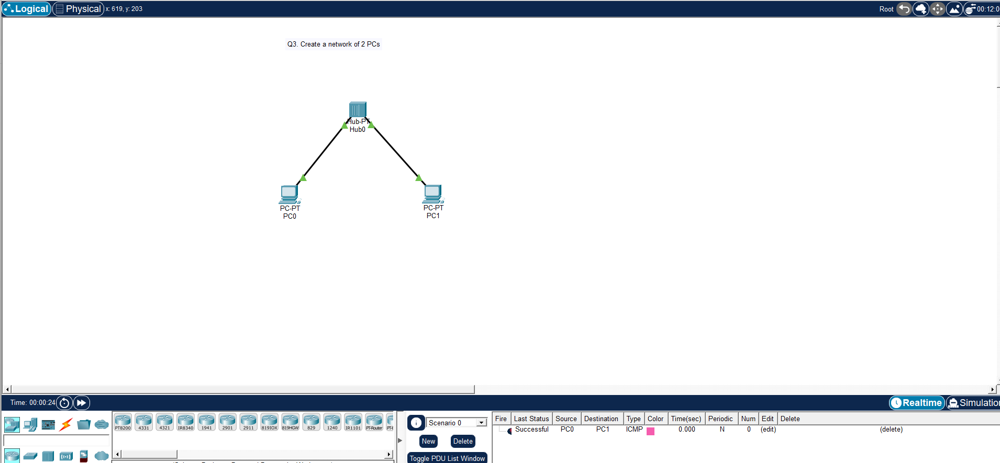 Logical Physical x: 619, y: 203 Root 00:12:0
Q3. Create a network of 2 PCs
Hub-PT
Hub0
PC-PT
PC0
PC-PT
PC1
Time: 00:00:24 Realtime Simulation
PT8200 4331 4321 IR8340 1941 2901 2911 819IOX 819HGW 829 1240 IR1101 PT-Router
Scenario 0
New Delete
Toggle PDU List Window
Fire Last Status Source Destination Type Color Time(sec) Periodic Num Edit Delete
Successful PC0 PC1 ICMP 0.000 N 0 (edit) (delete)